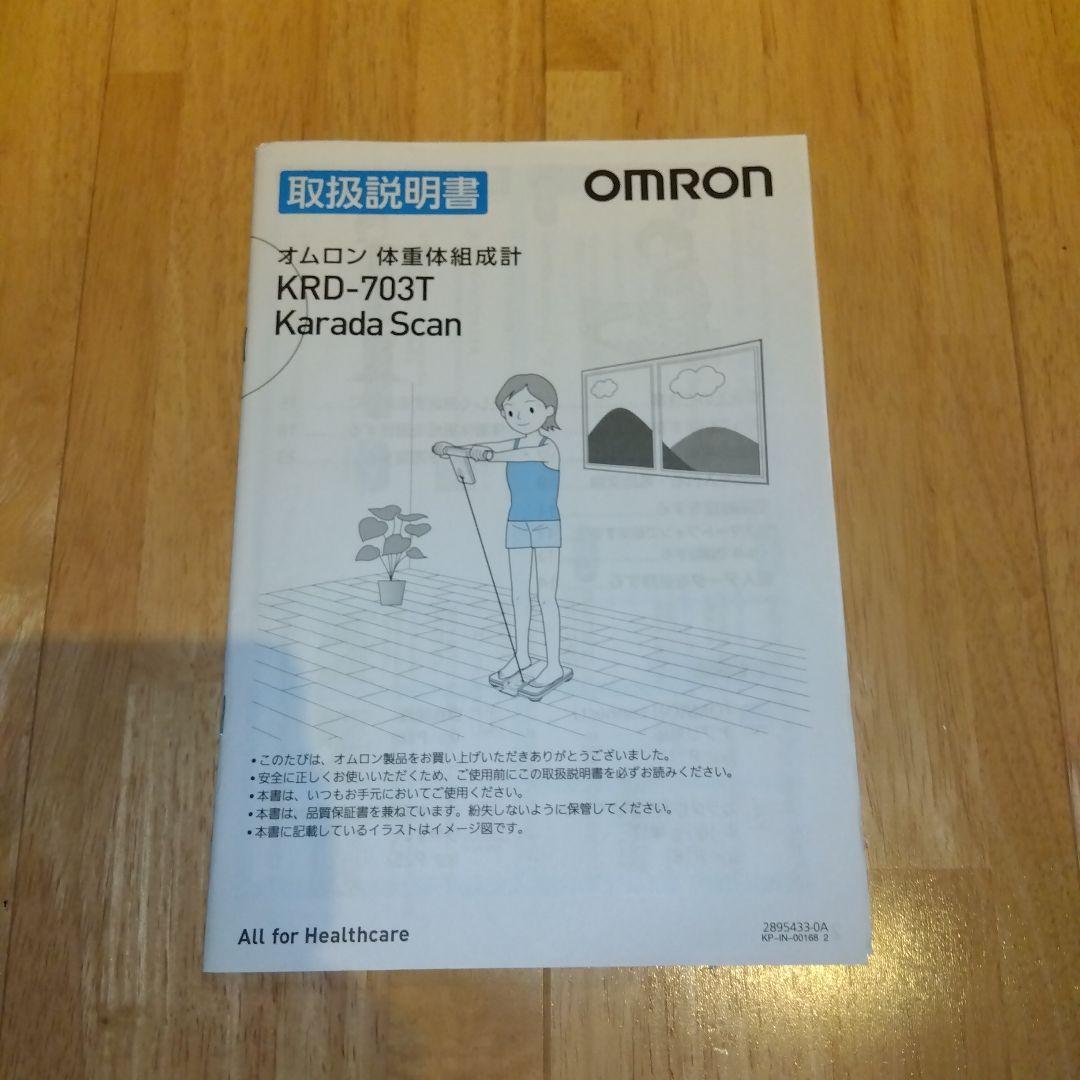 取扱説明書
OMRON
オムロン 体重体組成計
KRD-703T
Karada Scan
•このたびは、オムロン製品をお買い上げいただきありがとうございました。
•安全に正しくお使いいただくため、ご使用前にこの取扱説明書を必ずお読みください。
•本書は、いつもお手元においてご使用ください。
•本書は、品質保証書を兼ねています。紛失しないように保管してください。
•本書に記載しているイラストはイメージ図です。
All for Healthcare
2895433-0A
KP-IN-00168 2